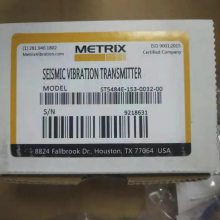 (1) 281.940.1802
MetrixVibration.com
METRIX
ISO 9001:2015
Certified Company
SEISMIC VIBRATION TRANSMITTER
MODEL ST5484E-153-0032-00
S/N 9218631
8824 Fallbrook Dr., Houston, TX 77064 USA